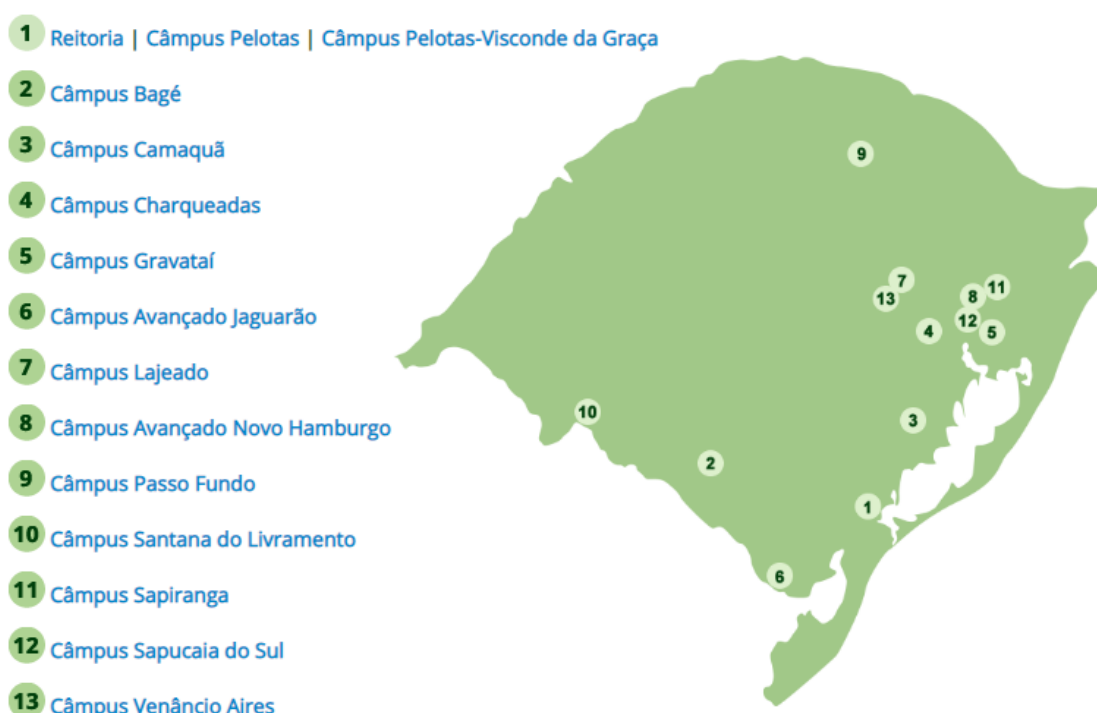 1 Reitoria | Câmpus Pelotas | Câmpus Pelotas-Visconde da Graça
2 Câmpus Bagé
3 Câmpus Camaquã
4 Câmpus Charqueadas
5 Câmpus Gravataí
6 Câmpus Avançado Jaguarão
7 Câmpus Lajeado
8 Câmpus Avançado Novo Hamburgo
9 Câmpus Passo Fundo
10 Câmpus Santana do Livramento
11 Câmpus Sapiranga
12 Câmpus Sapucaia do Sul
13 Câmpus Venâncio Aires
9
7
11
13
8
12
4
5
10
3
2
1
6